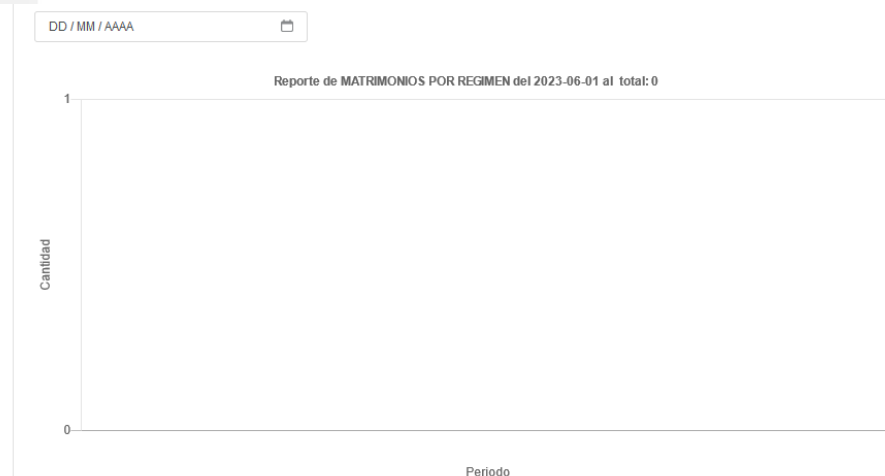 DD / MM / AAAA
Reporte de MATRIMONIOS POR REGIMEN del 2023-06-01 al total: 0
1
Cantidad
0
Periodo